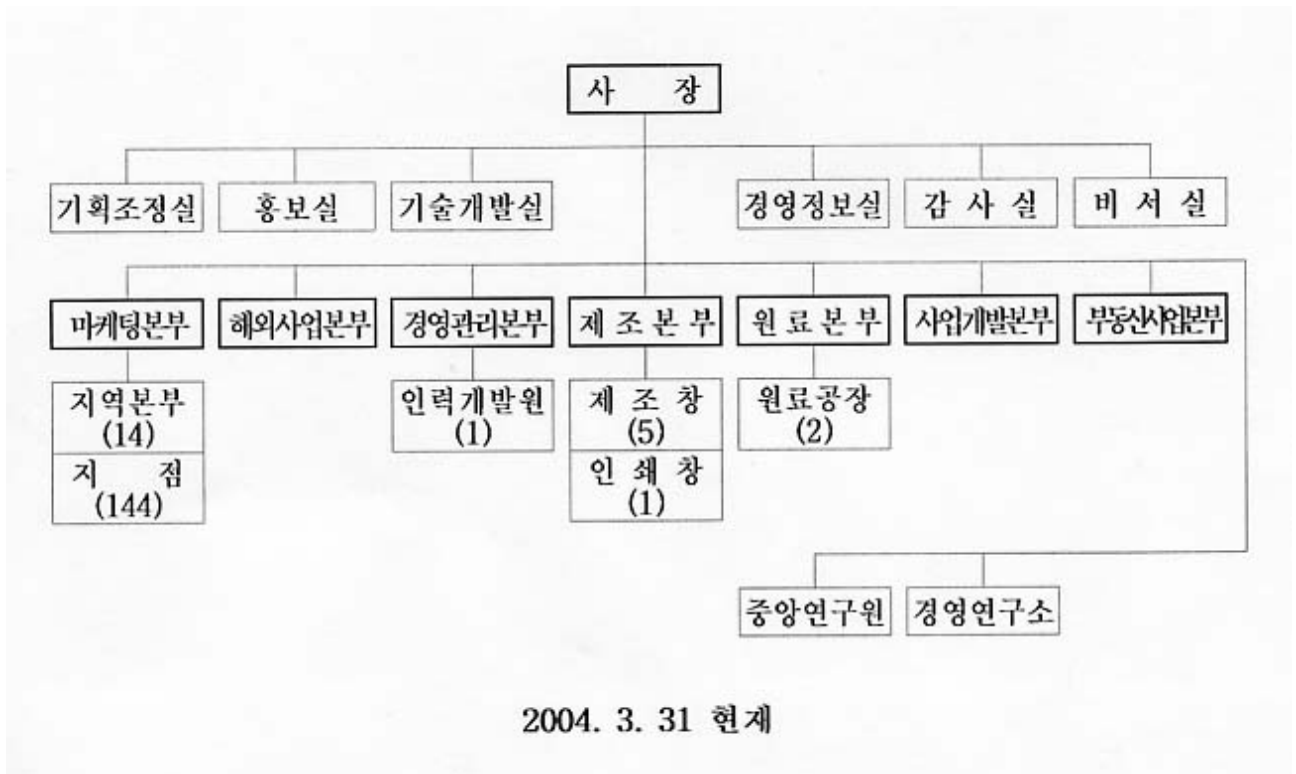 사 장
기획조정실
홍보실
기술개발실
경영정보실
감 사 실
비 서 실
마케팅본부
해외사업본부
경영관리본부
제 조 본 부
원 료 본 부
사업개발본부
부동산사업본부
지역본부
(14)
지 점
(144)
인력개발원
(1)
제 조 창
(5)
인 쇄 창
(1)
원료공장
(2)
중앙연구원
경영연구소
2004. 3. 31 현재